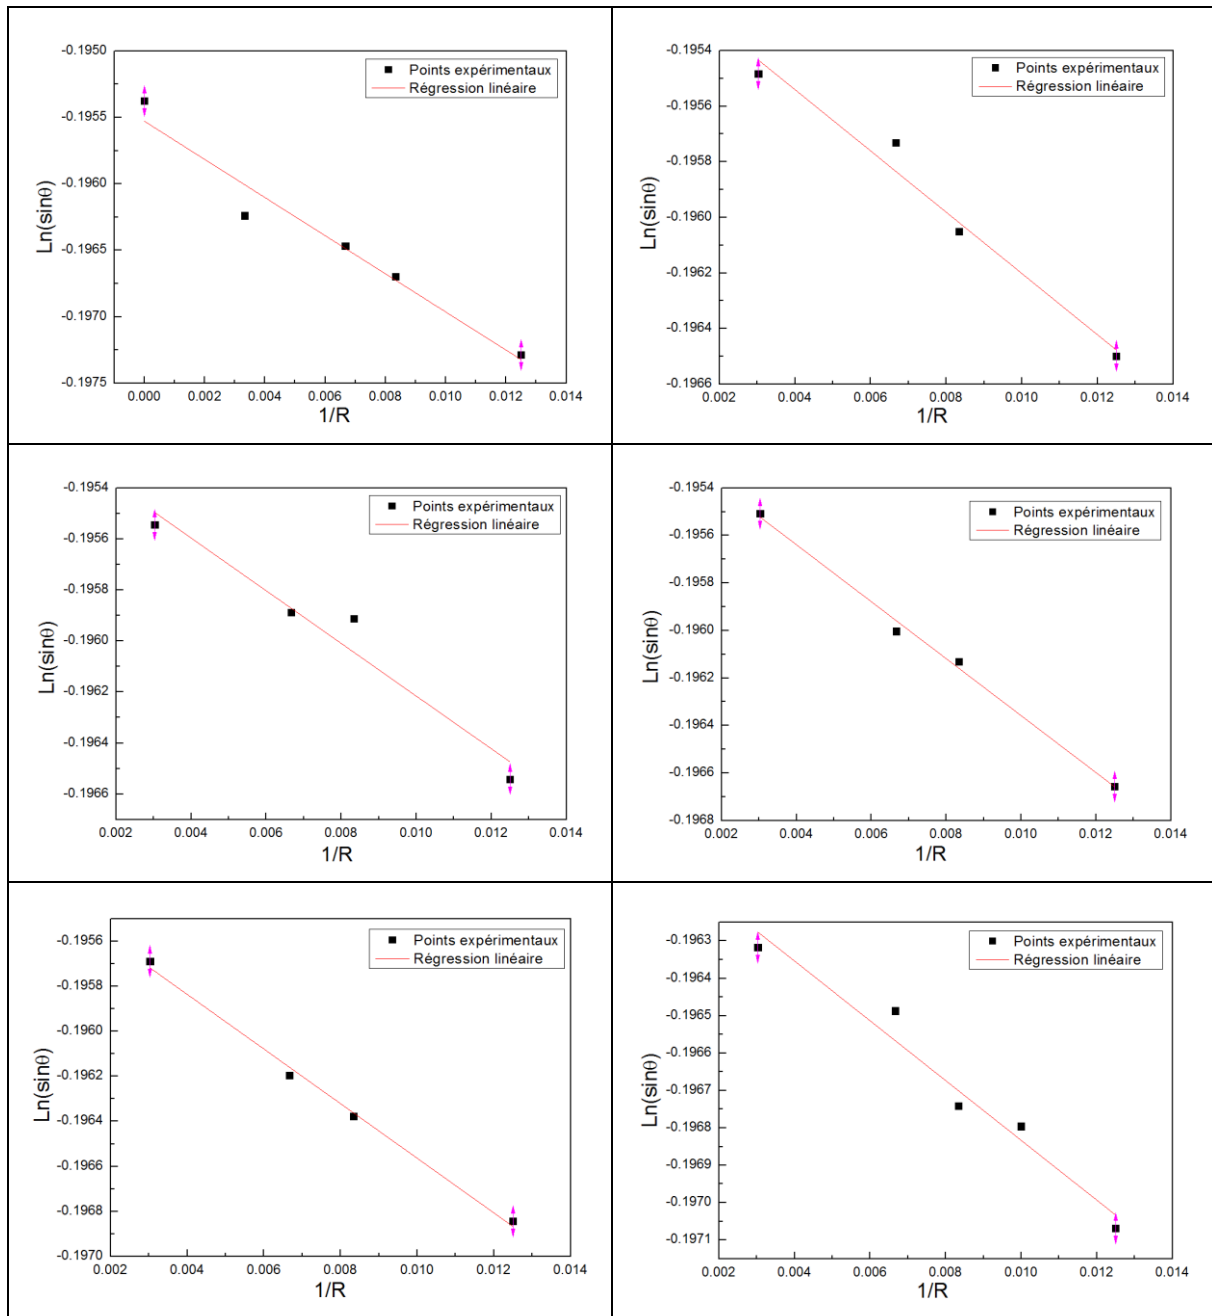 -0.1950
-0.1955
-0.1960
-0.1965
-0.1970
-0.1975
Ln(sinθ)
Points expérimentaux
Régression linéaire
0.000 0.002 0.004 0.006 0.008 0.010 0.012 0.014
1/R
-0.1954
-0.1956
-0.1958
-0.1960
-0.1962
-0.1964
-0.1966
Ln(sinθ)
Points expérimentaux
Régression linéaire
0.002 0.004 0.006 0.008 0.010 0.012 0.014
1/R
-0.1954
-0.1956
-0.1958
-0.1960
-0.1962
-0.1964
-0.1966
Ln(sinθ)
Points expérimentaux
Régression linéaire
0.002 0.004 0.006 0.008 0.010 0.012 0.014
1/R
-0.1954
-0.1956
-0.1958
-0.1960
-0.1962
-0.1964
-0.1966
-0.1968
Ln(sinθ)
Points expérimentaux
Régression linéaire
0.002 0.004 0.006 0.008 0.010 0.012 0.014
1/R
-0.1956
-0.1958
-0.1960
-0.1962
-0.1964
-0.1966
-0.1968
-0.1970
Ln(sinθ)
Points expérimentaux
Régression linéaire
0.002 0.004 0.006 0.008 0.010 0.012 0.014
1/R
-0.1963
-0.1964
-0.1965
-0.1966
-0.1967
-0.1968
-0.1969
-0.1970
-0.1971
Ln(sinθ)
Points expérimentaux
Régression linéaire
0.002 0.004 0.006 0.008 0.010 0.012 0.014
1/R